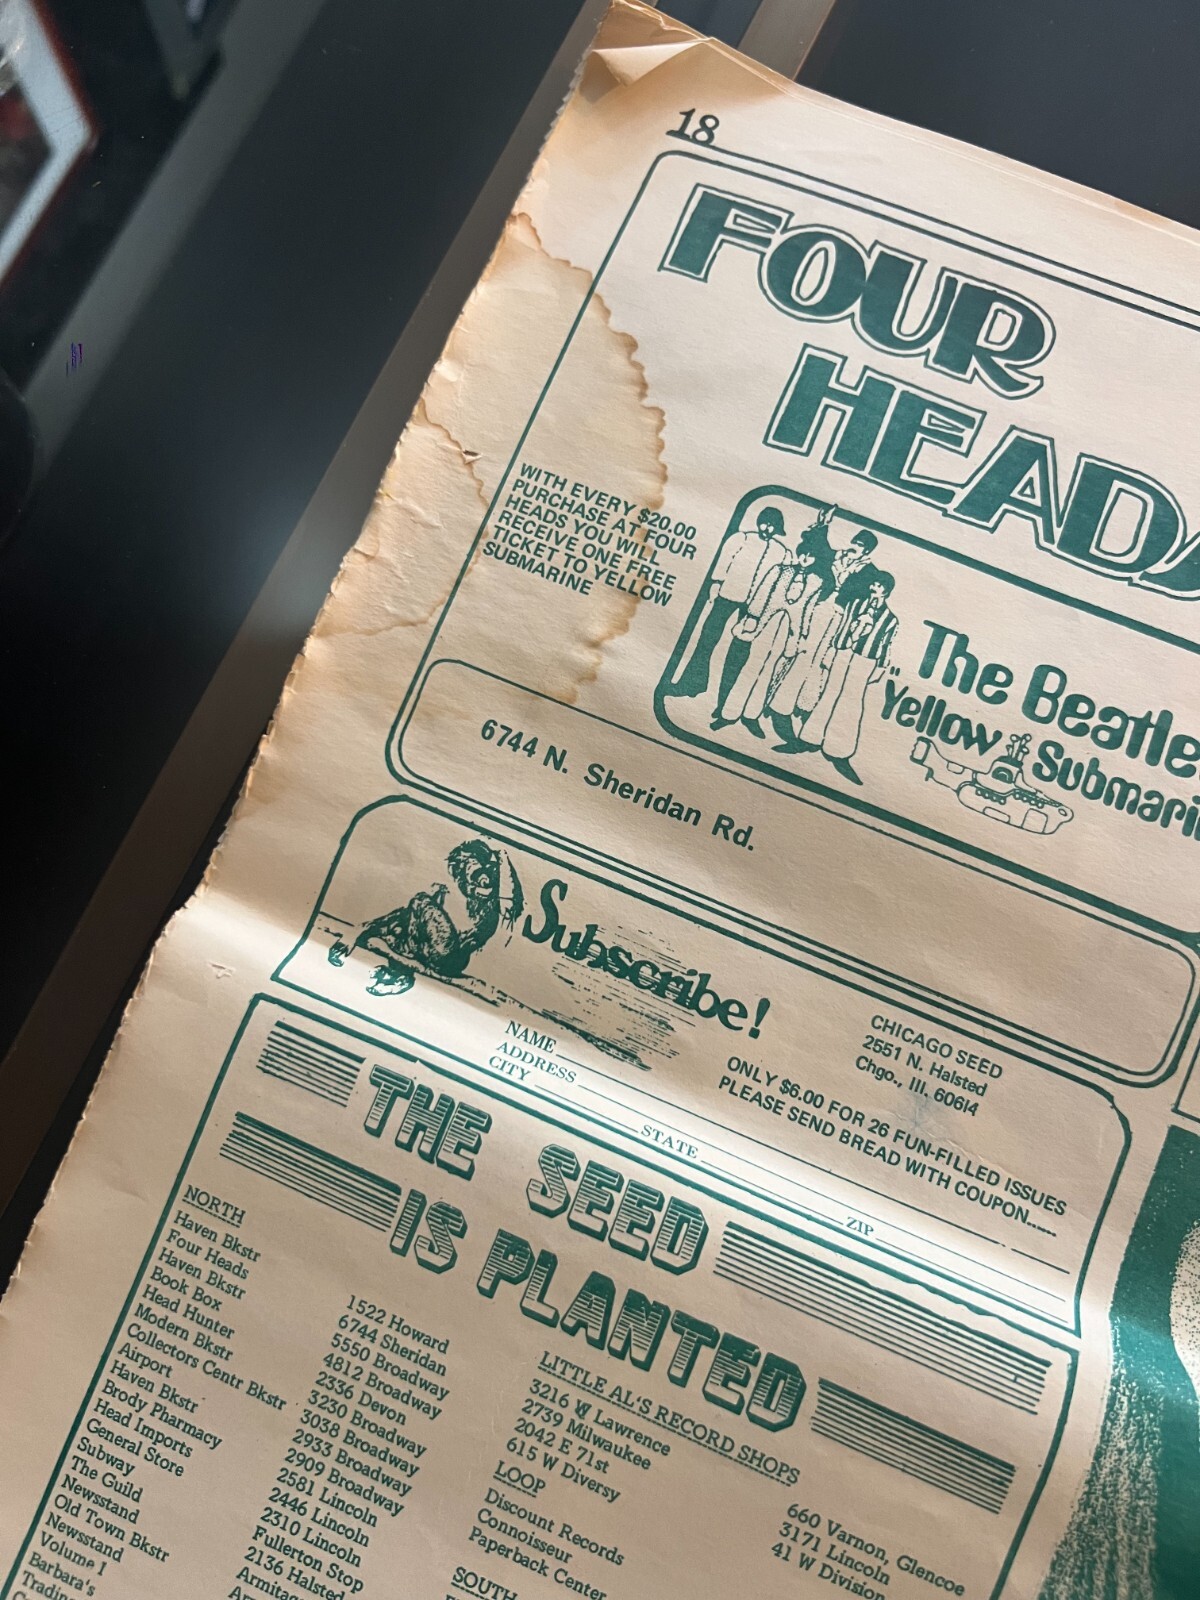 18
FOUR
HEAD
WITH EVERY $20.00
PURCHASE AT FOUR
HEADS YOU WILL
RECEIVE ONE FREE
TICKET TO YELLOW
SUBMARINE
The Beatle
"Yellow
Submari
6744 N. Sheridan Rd.
Subscribe!
NAME
ADDRESS
CITY
STATE
ZIP
ONLY $6.00 FOR 26 FUN-FILLED ISSUES
PLEASE SEND BREAD WITH COUPON.....
CHICAGO SEED
2551 N. Halsted
Chgo., Ill. 60614
THE SEED
IS PLANTED
NORTH
Haven Bkstr
Four Heads
Haven Bkstr
Book Box
Head Hunter
Modern Bkstr
Collectors Centr Bkstr
Airport
Haven Bkstr
Brody Pharmacy
Head Imports
General Store
Subway
The Guild
Newsstand
Old Town Bkstr
Newsstand
Volume 1
Barbara's
1522 Howard
6744 Sheridan
5550 Broadway
4812 Broadway
2336 Devon
3230 Broadway
3038 Broadway
2933 Broadway
2909 Broadway
2581 Lincoln
2446 Lincoln
2310 Lincoln
Fullerton Stop
2136 Halsted
Armitag
LITTLE AL'S RECORD SHOPS
3216 W Lawrence
2739 Milwaukee
2042 E 71st
615 W Diversy
LOOP
Discount Records
Connoisseur
Paperback Center
SOUTH
660 Varnon, Glencoe
3171 Lincoln
41 W Division